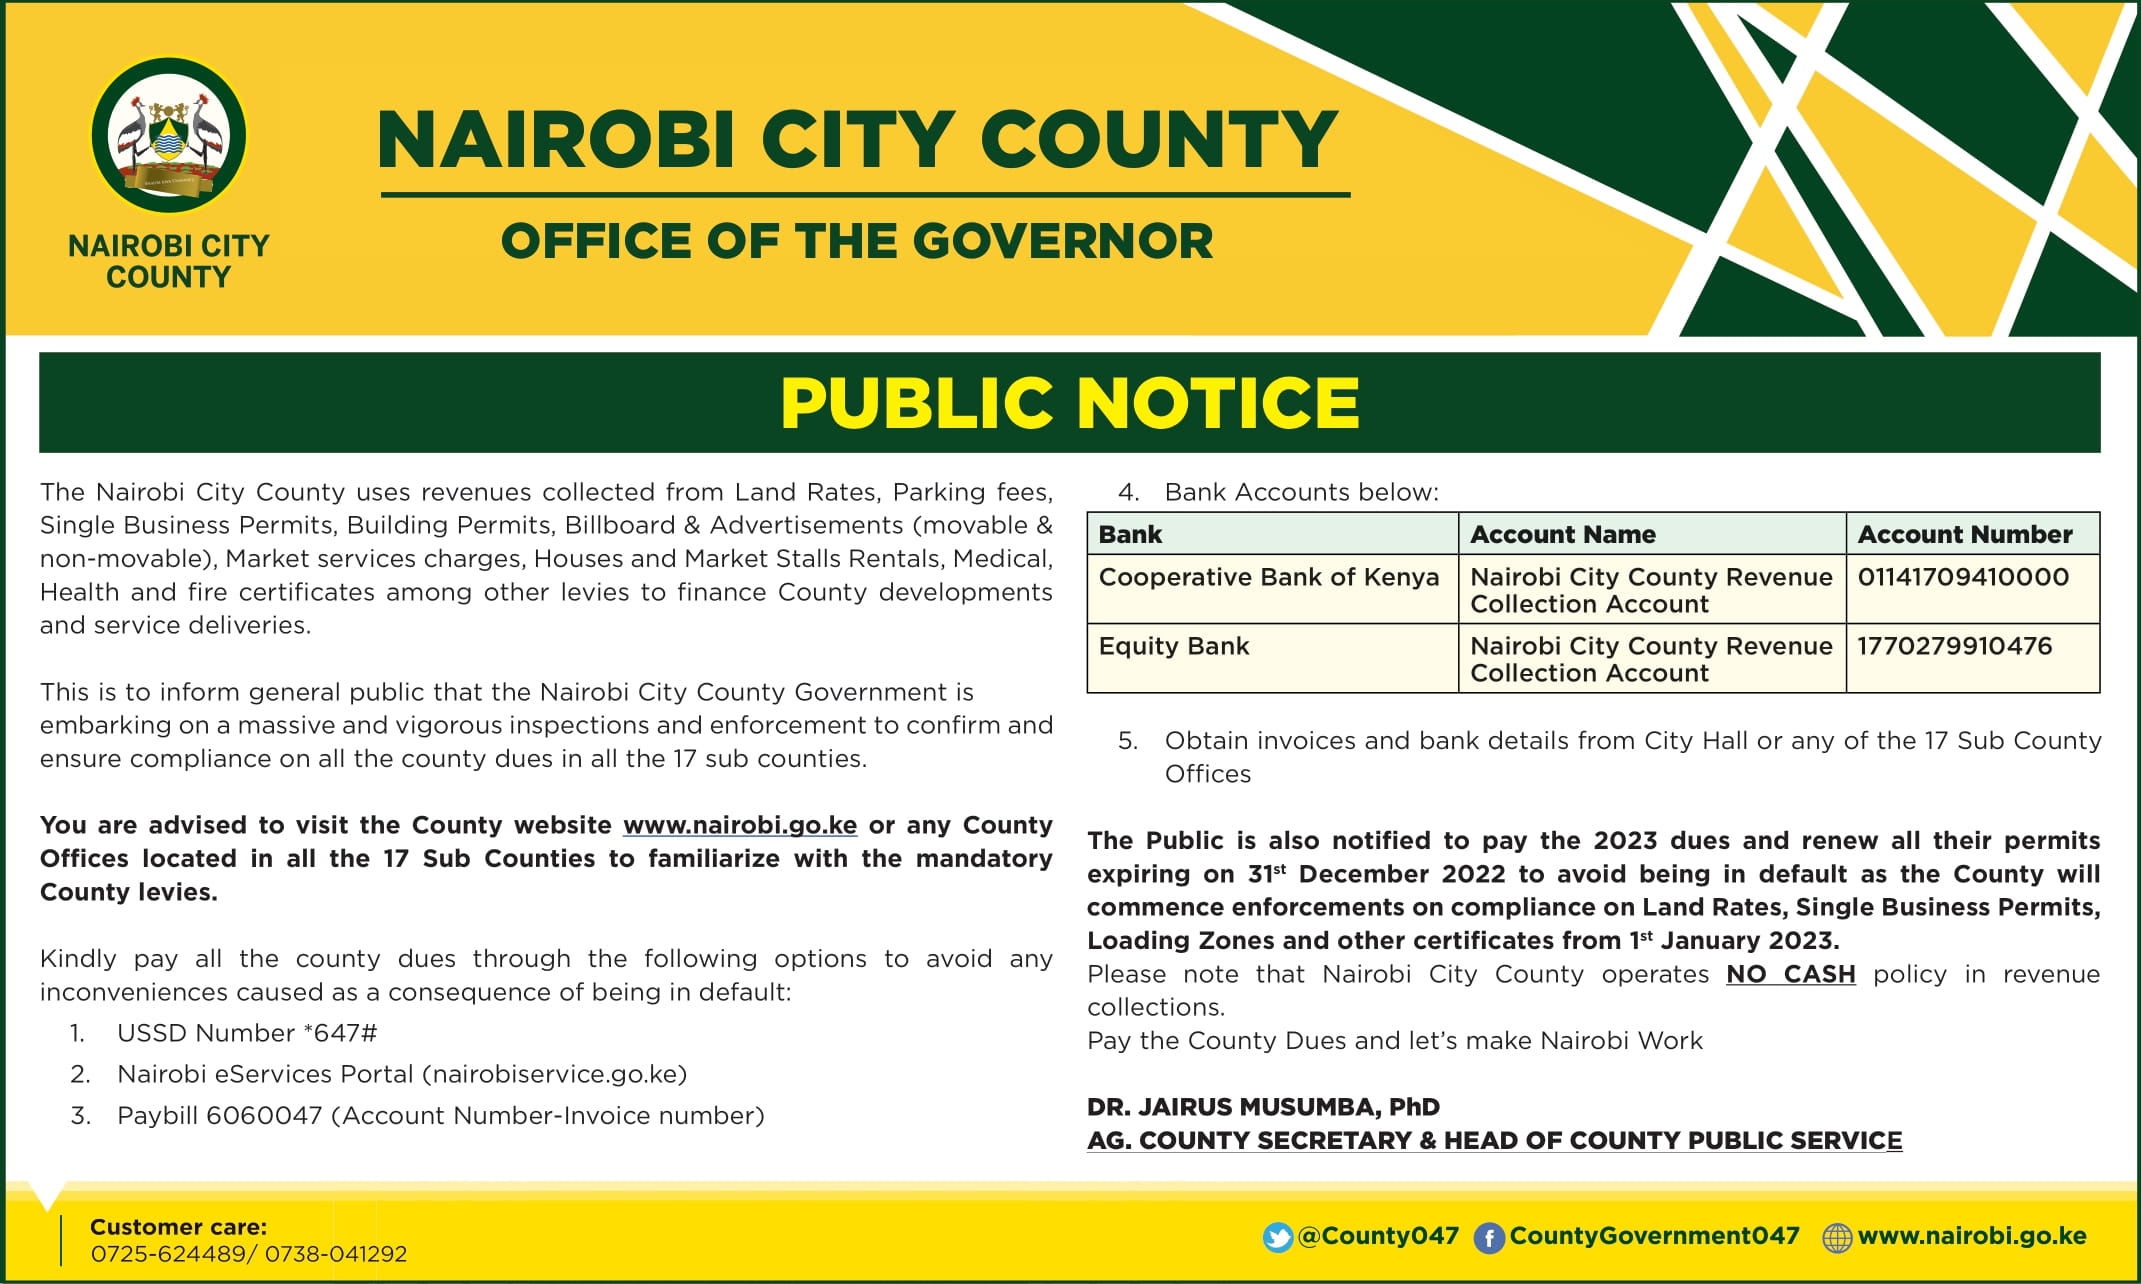 NAIROBI CITY
COUNTY
NAIROBI CITY COUNTY
OFFICE OF THE GOVERNOR
PUBLIC NOTICE
The Nairobi City County uses revenues collected from Land Rates, Parking fees,
Single Business Permits, Building Permits, Billboard & Advertisements (movable &
non-movable), Market services charges, Houses and Market Stalls Rentals, Medical,
Health and fire certificates among other levies to finance County developments
and service deliveries.
This is to inform general public that the Nairobi City County Government is
embarking on a massive and vigorous inspections and enforcement to confirm and
ensure compliance on all the county dues in all the 17 sub counties.
You are advised to visit the County website www.nairobi.go.ke or any County
Offices located in all the 17 Sub Counties to familiarize with the mandatory
County levies.
Kindly pay all the county dues through the following options to avoid any
inconveniences caused as a consequence of being in default:
1. USSD Number *647#
2. Nairobi eServices Portal (nairobiservice.go.ke)
3. Paybill 6060047 (Account Number-Invoice number)
4. Bank Accounts below:
Bank Account Name Account Number
Cooperative Bank of Kenya Nairobi City County Revenue 01141709410000
Collection Account
Equity Bank Nairobi City County Revenue 1770279910476
Collection Account
5. Obtain invoices and bank details from City Hall or any of the 17 Sub County
Offices
The Public is also notified to pay the 2023 dues and renew all their permits
expiring on 31st December 2022 to avoid being in default as the County will
commence enforcements on compliance on Land Rates, Single Business Permits,
Loading Zones and other certificates from 1st January 2023.
Please note that Nairobi City County operates NO CASH policy in revenue
collections.
Pay the County Dues and let's make Nairobi Work
DR. JAIRUS MUSUMBA, PhD
AG. COUNTY SECRETARY & HEAD OF COUNTY PUBLIC SERVICE
Customer care:
0725-624489/ 0738-041292
@County047 CountyGovernment047 www.nairobi.go.ke